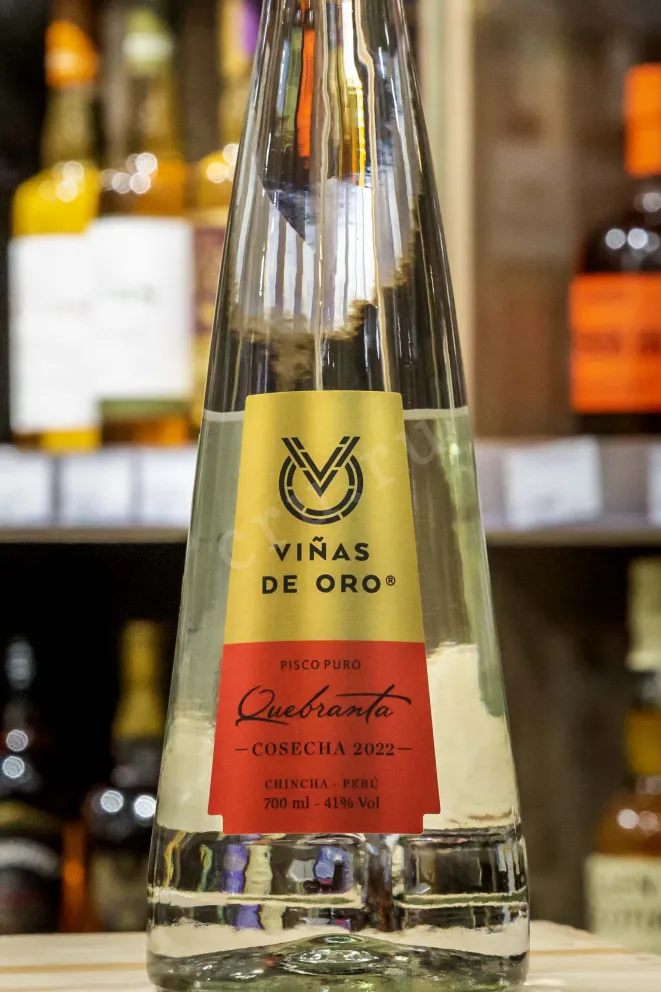 VIÑAS
DE ORO®
PISCO PURO
Quebranta
—COSECHA 2022—
CHINCHA - PERÚ
700 ml - 41% Vol